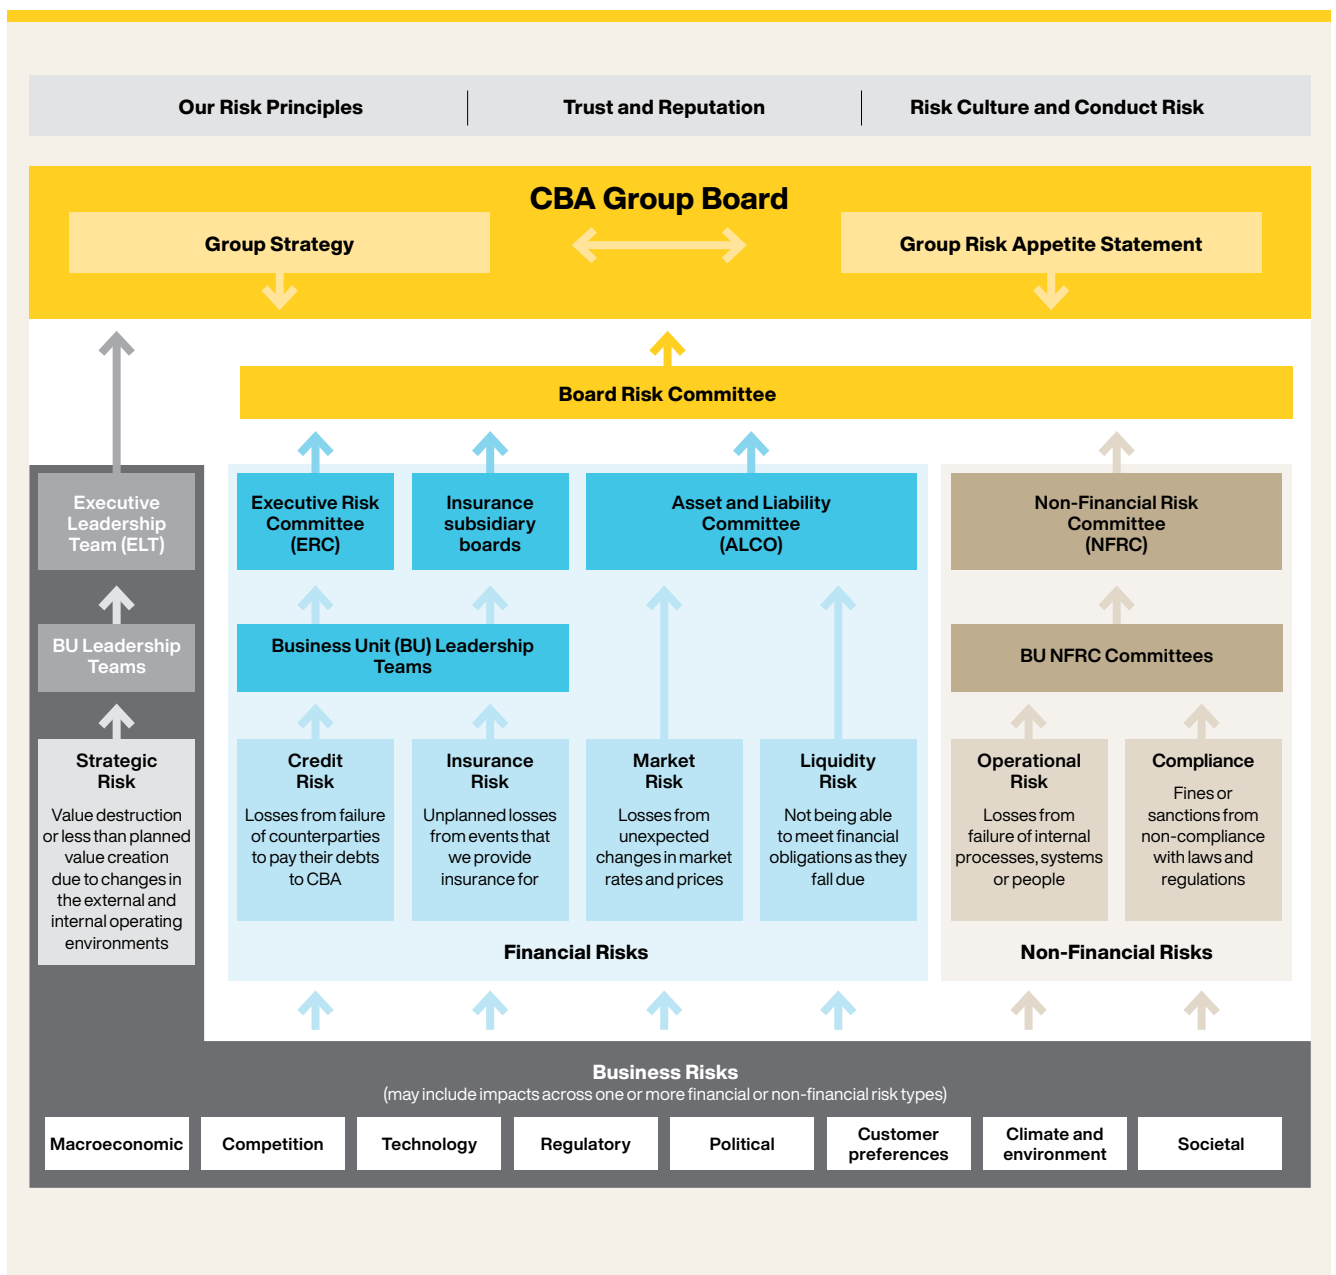 Our Risk Principles
Trust and Reputation
Risk Culture and Conduct Risk
CBA Group Board
Group Strategy
Group Risk Appetite Statement
Board Risk Committee
Executive
Leadership
Team (ELT)
Executive Risk
Committee
(ERC)
Insurance
subsidiary
boards
Asset and Liability
Committee
(ALCO)
Non-Financial Risk
Committee
(NFRC)
BU Leadership
Teams
Business Unit (BU) Leadership
Teams
BU NFRC Committees
Strategic
Risk
Value destruction
or less than planned
value creation
due to changes in
the external and
internal operating
environments
Credit
Risk
Losses from failure
of counterparties
to pay their debts
to CBA
Insurance
Risk
Unplanned losses
from events that
we provide
insurance for
Market
Risk
Losses from
unexpected
changes in market
rates and prices
Liquidity
Risk
Not being able
to meet financial
obligations as they
fall due
Operational
Risk
Losses from
failure of internal
processes, systems
or people
Compliance
Fines or
sanctions from
non-compliance
with laws and
regulations
Financial Risks
Non-Financial Risks
Business Risks
(may include impacts across one or more financial or non-financial risk types)
Macroeconomic
Competition
Technology
Regulatory
Political
Customer
preferences
Climate and
environment
Societal